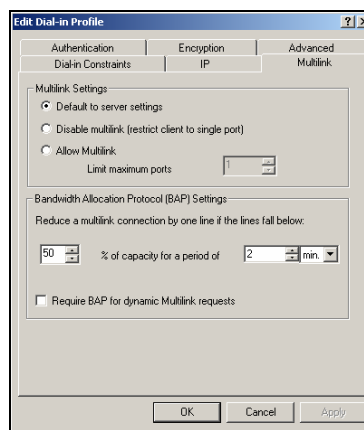 Edit Dial-in Profile
Authentication Encryption Advanced
Dial-in Constraints IP Multilink
Multilink Settings
Default to server settings
Disable multilink (restrict client to single port)
Allow Multilink
Limit maximum ports 1
Bandwidth Allocation Protocol (BAP) Settings
Reduce a multilink connection by one line if the lines fall below:
50 % of capacity for a period of 2 min.
Require BAP for dynamic Multilink requests
OK Cancel Apply